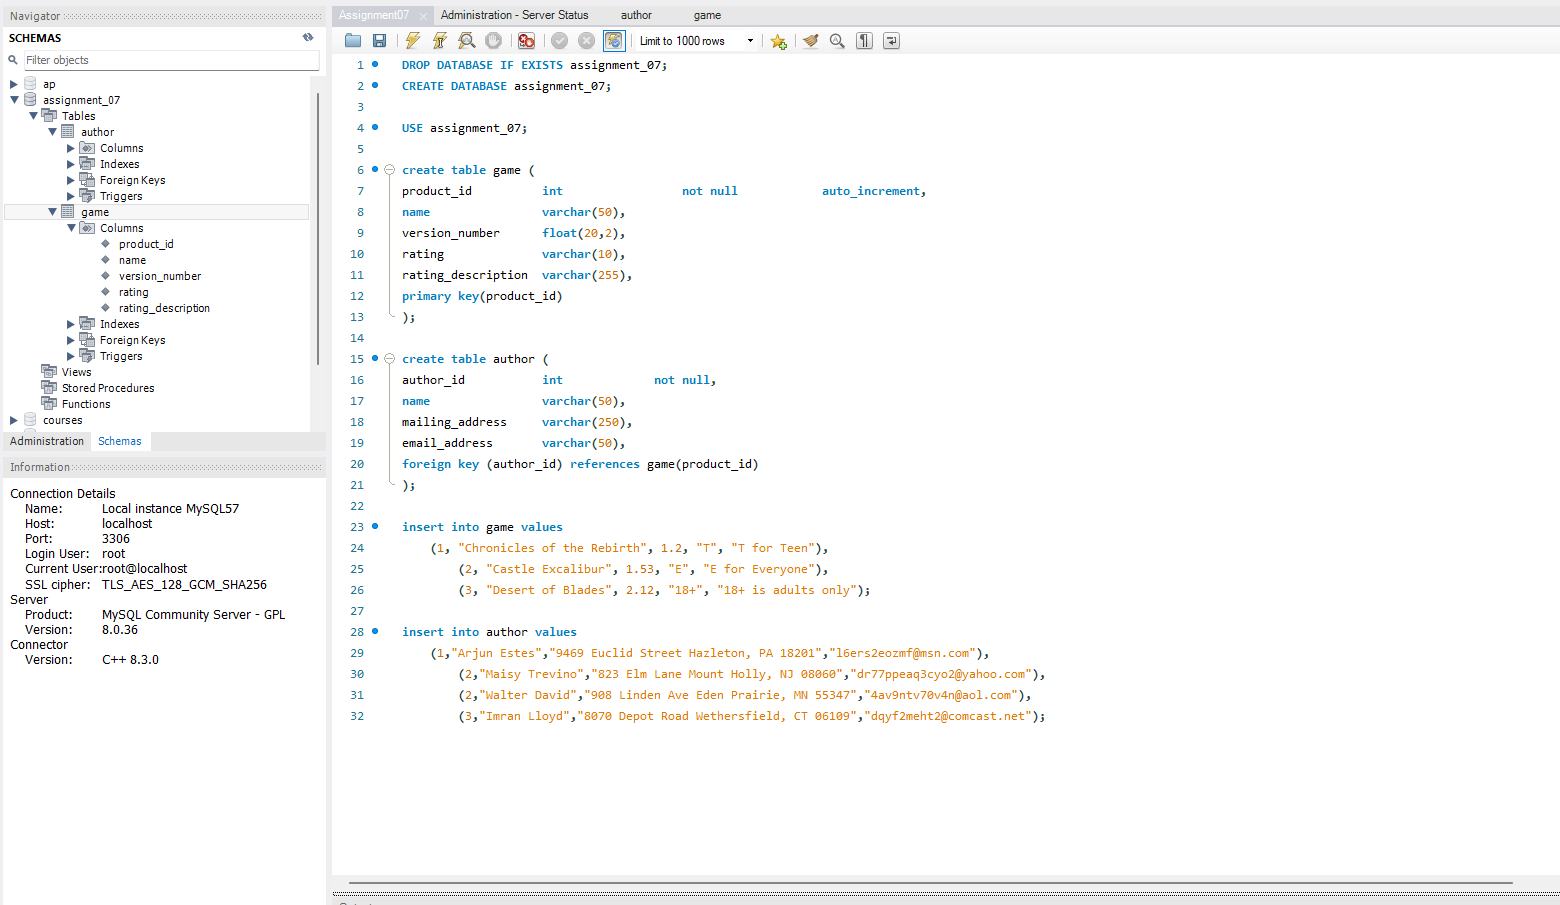 Navigator
SCHEMAS
Filter objects
ap
assignment_07
Tables
author
Columns
Indexes
Foreign Keys
Triggers
game
Columns
product_id
name
version_number
rating
rating_description
Indexes
Foreign Keys
Triggers
Views
Stored Procedures
Functions
courses
Administration Schemas
Information
Connection Details
Name: Local instance MySQL57
Host: localhost
Port: 3306
Login User: root
Current User:root@localhost
SSL cipher: TLS_AES_128_GCM_SHA256
Server
Product: MySQL Community Server - GPL
Version: 8.0.36
Connector
Version: C++ 8.3.0
Assignment07 Administration - Server Status author game
Limit to 1000 rows
1 DROP DATABASE IF EXISTS assignment_07;
2 CREATE DATABASE assignment_07;
3
4 USE assignment_07;
5
6 create table game (
7 product_id int not null auto_increment,
8 name varchar(50),
9 version_number float(20,2),
10 rating varchar(10),
11 rating_description varchar(255),
12 primary key(product_id)
13 );
14
15 create table author (
16 author_id int not null,
17 name varchar(50),
18 mailing_address varchar(250),
19 email_address varchar(50),
20 foreign key (author_id) references game(product_id)
21 );
22
23 insert into game values
24 (1, "Chronicles of the Rebirth", 1.2, "T", "T for Teen"),
25 (2, "Castle Excalibur", 1.53, "E", "E for Everyone"),
26 (3, "Desert of Blades", 2.12, "18+", "18+ is adults only");
27
28 insert into author values
29 (1,"Arjun Estes","9469 Euclid Street Hazleton, PA 18201","l6ers2eozmf@msn.com"),
30 (2,"Maisy Trevino","823 Elm Lane Mount Holly, NJ 08060","dr77ppeaq3cyo2@yahoo.com"),
31 (2,"Walter David","908 Linden Ave Eden Prairie, MN 55347","4av9ntv70v4n@aol.com"),
32 (3,"Imran Lloyd","8070 Depot Road Wethersfield, CT 06109","dqyf2meht2@comcast.net");